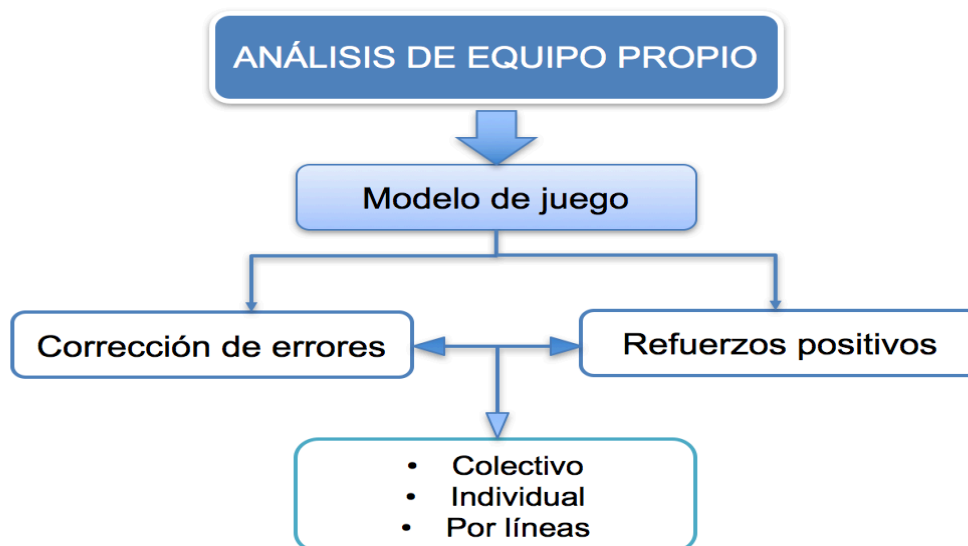 ANÁLISIS DE EQUIPO PROPIO
Modelo de juego
Corrección de errores
Refuerzos positivos
• Colectivo
• Individual
• Por líneas